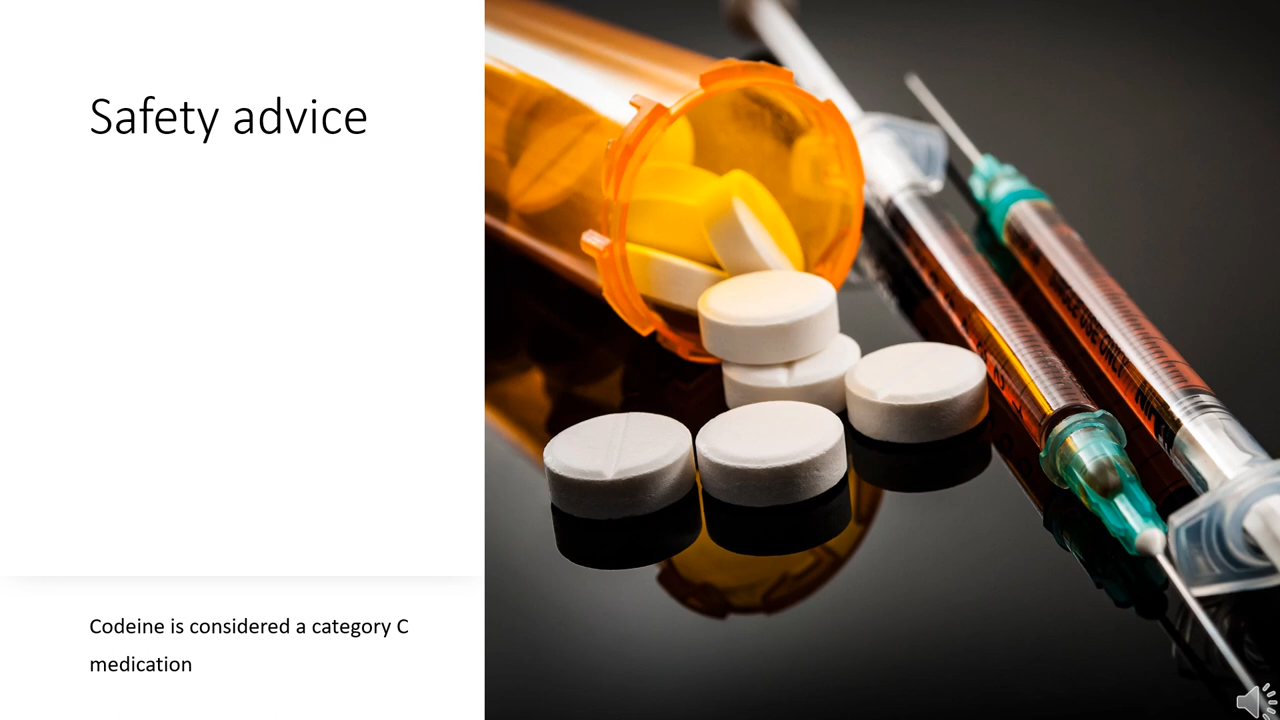 Safety advice
Codeine is considered a category C
medication